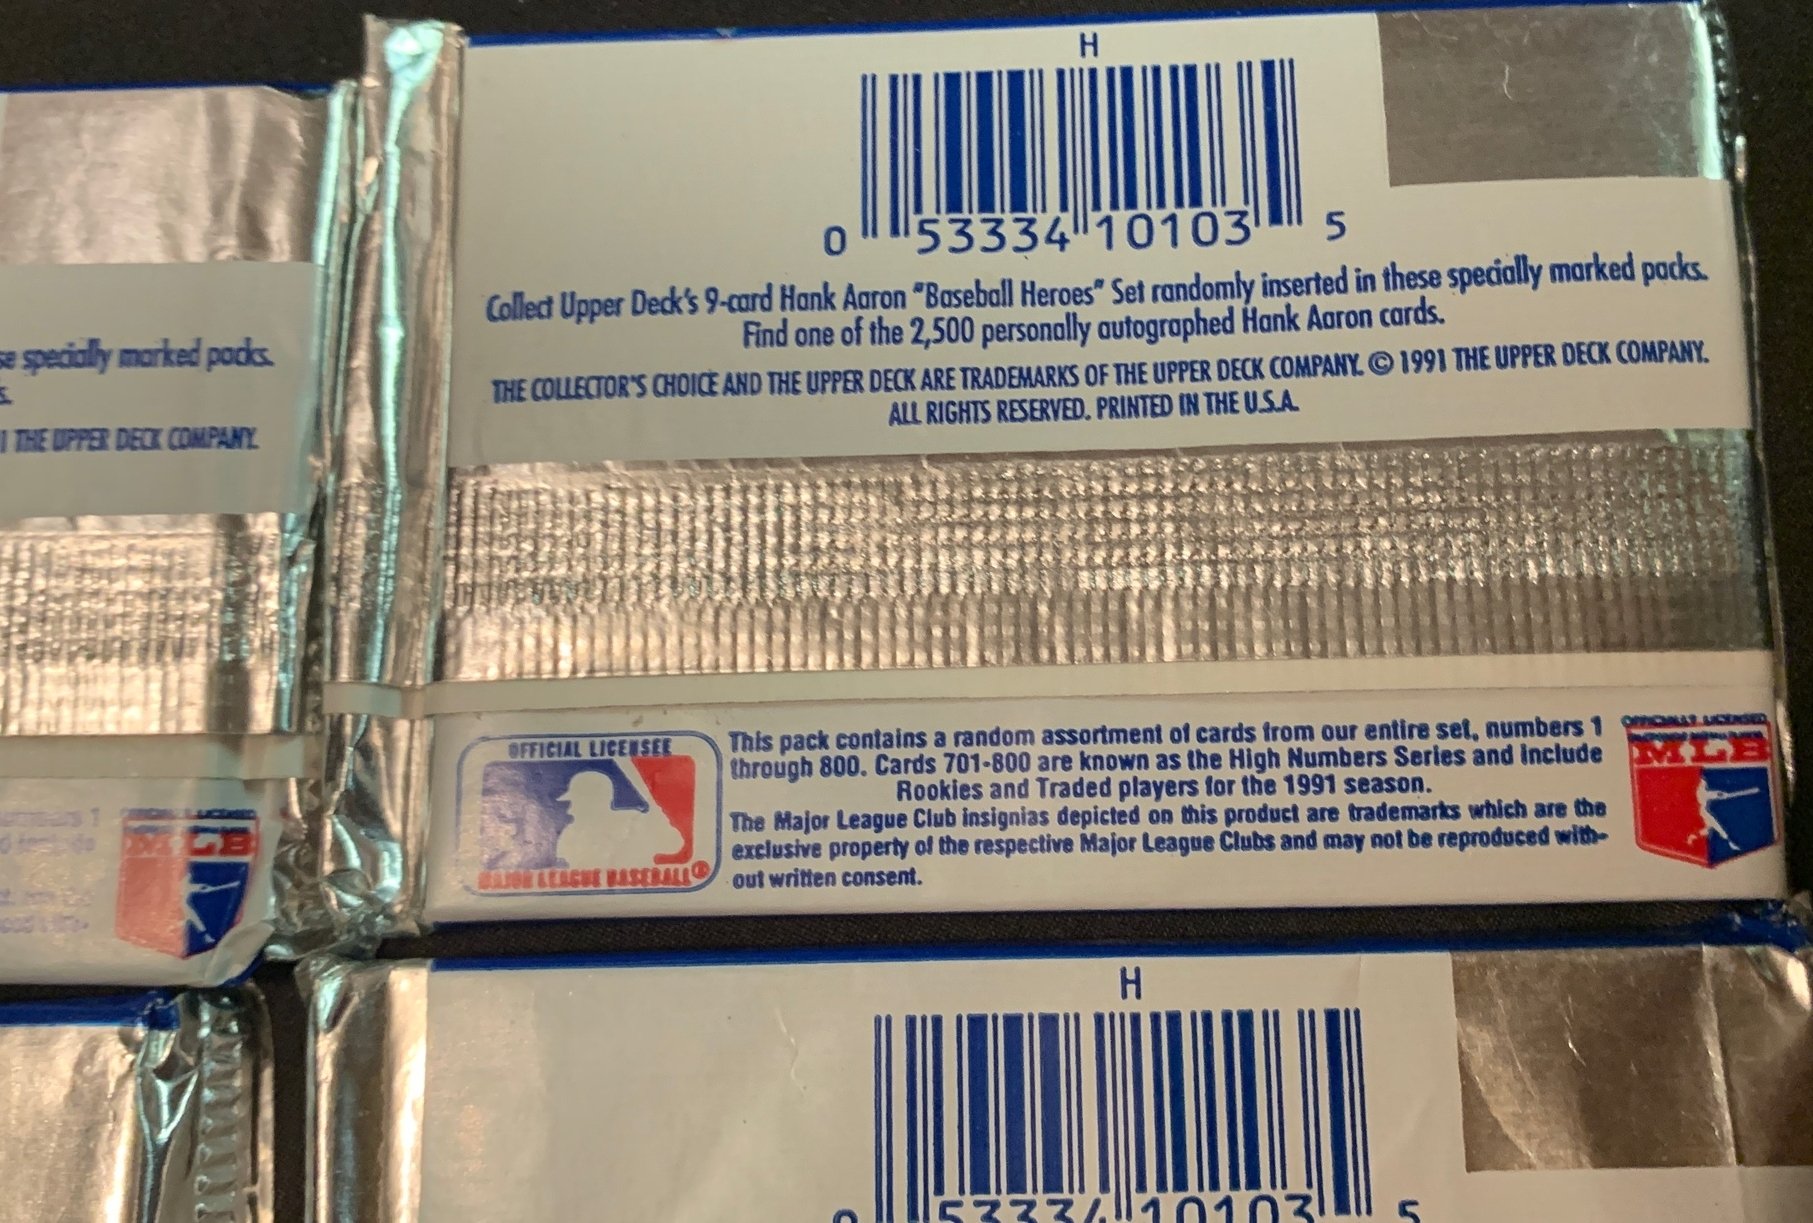 H
0 53334 10103 5
Collect Upper Deck's 9-card Hank Aaron "Baseball Heroes" Set randomly inserted in these specially marked packs.
Find one of the 2,500 personally autographed Hank Aaron cards.
THE COLLECTOR'S CHOICE AND THE UPPER DECK ARE TRADEMARKS OF THE UPPER DECK COMPANY. © 1991 THE UPPER DECK COMPANY.
ALL RIGHTS RESERVED. PRINTED IN THE U.S.A.
OFFICIAL LICENSEE
MAJOR LEAGUE BASEBALL®
This pack contains a random assortment of cards from our entire set, numbers 1
through 800. Cards 701-800 are known as the High Numbers Series and include
Rookies and Traded players for the 1991 season.
The Major League Club insignias depicted on this product are trademarks which are the
exclusive property of the respective Major League Clubs and may not be reproduced with-
out written consent.
OFFICIALLY LICENSED
MLB
specially marked packs.
THE UPPER DECK COMPANY.
MLB
H
0 53334 10103 5